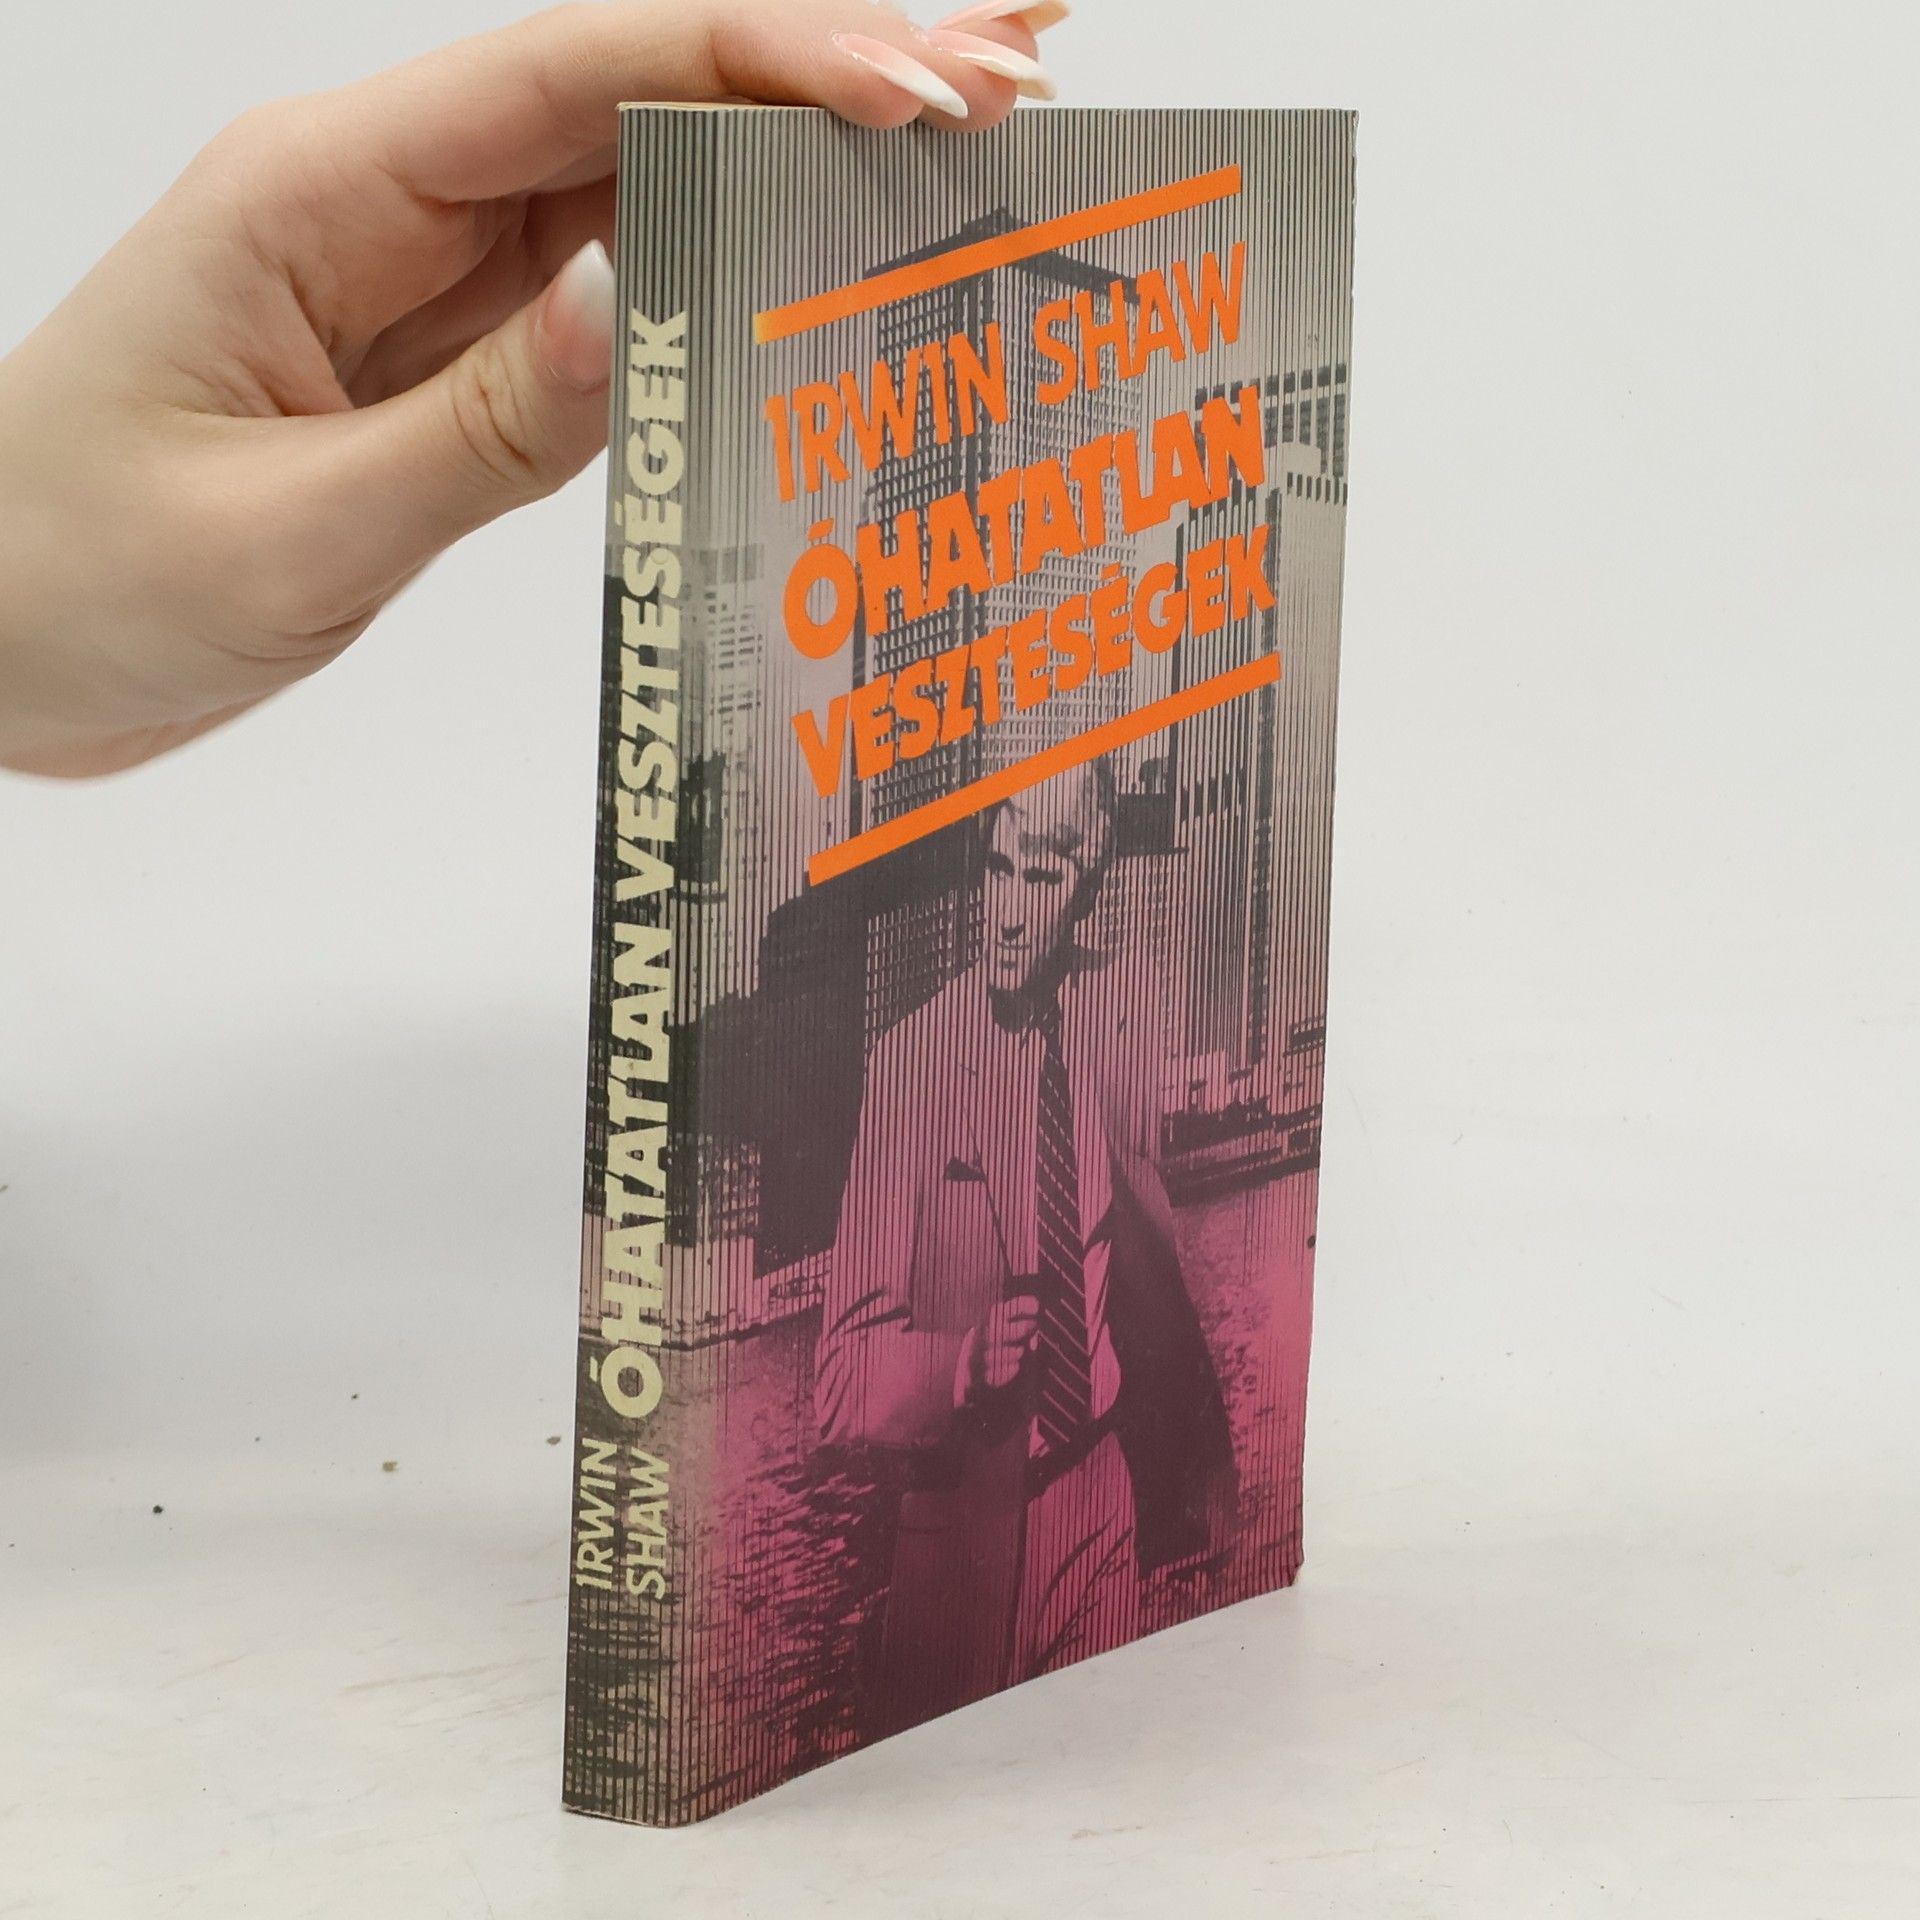 IRWIN SHAW
ÓHATATLAN
VESZTESÉGEK
IRWIN
SHAW
ÓHATATLAN VESZTESÉGEK